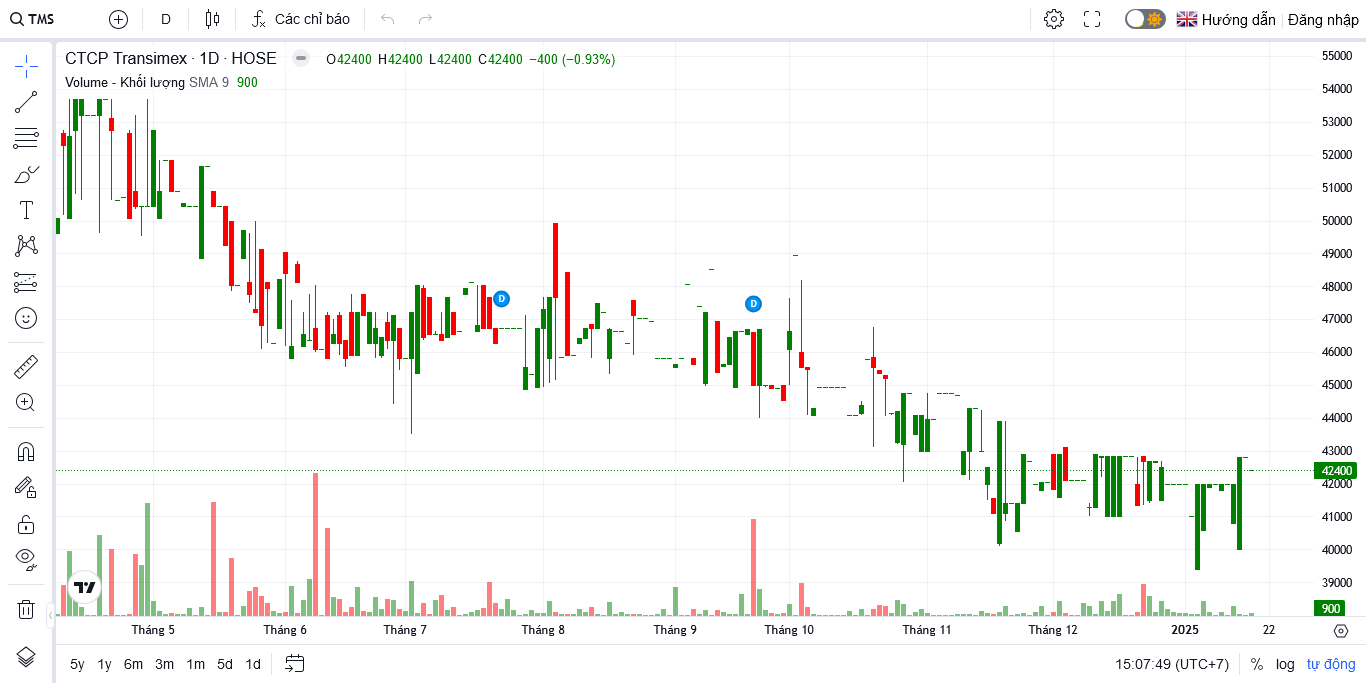 TMS D Các chỉ báo Hướng dẫn Đăng nhập
CTCP Transimex · 1D · HOSE O42400 H42400 L42400 C42400 −400 (−0.93%)
Volume - Khối lượng SMA 9 900
55000
54000
53000
52000
51000
50000
49000
48000
47000
46000
45000
44000
43000
42400
42000
41000
40000
39000
900
D
D
Tháng 5 Tháng 6 Tháng 7 Tháng 8 Tháng 9 Tháng 10 Tháng 11 Tháng 12 2025 22
5y 1y 6m 3m 1m 5d 1d 15:07:49 (UTC+7) % log tự động